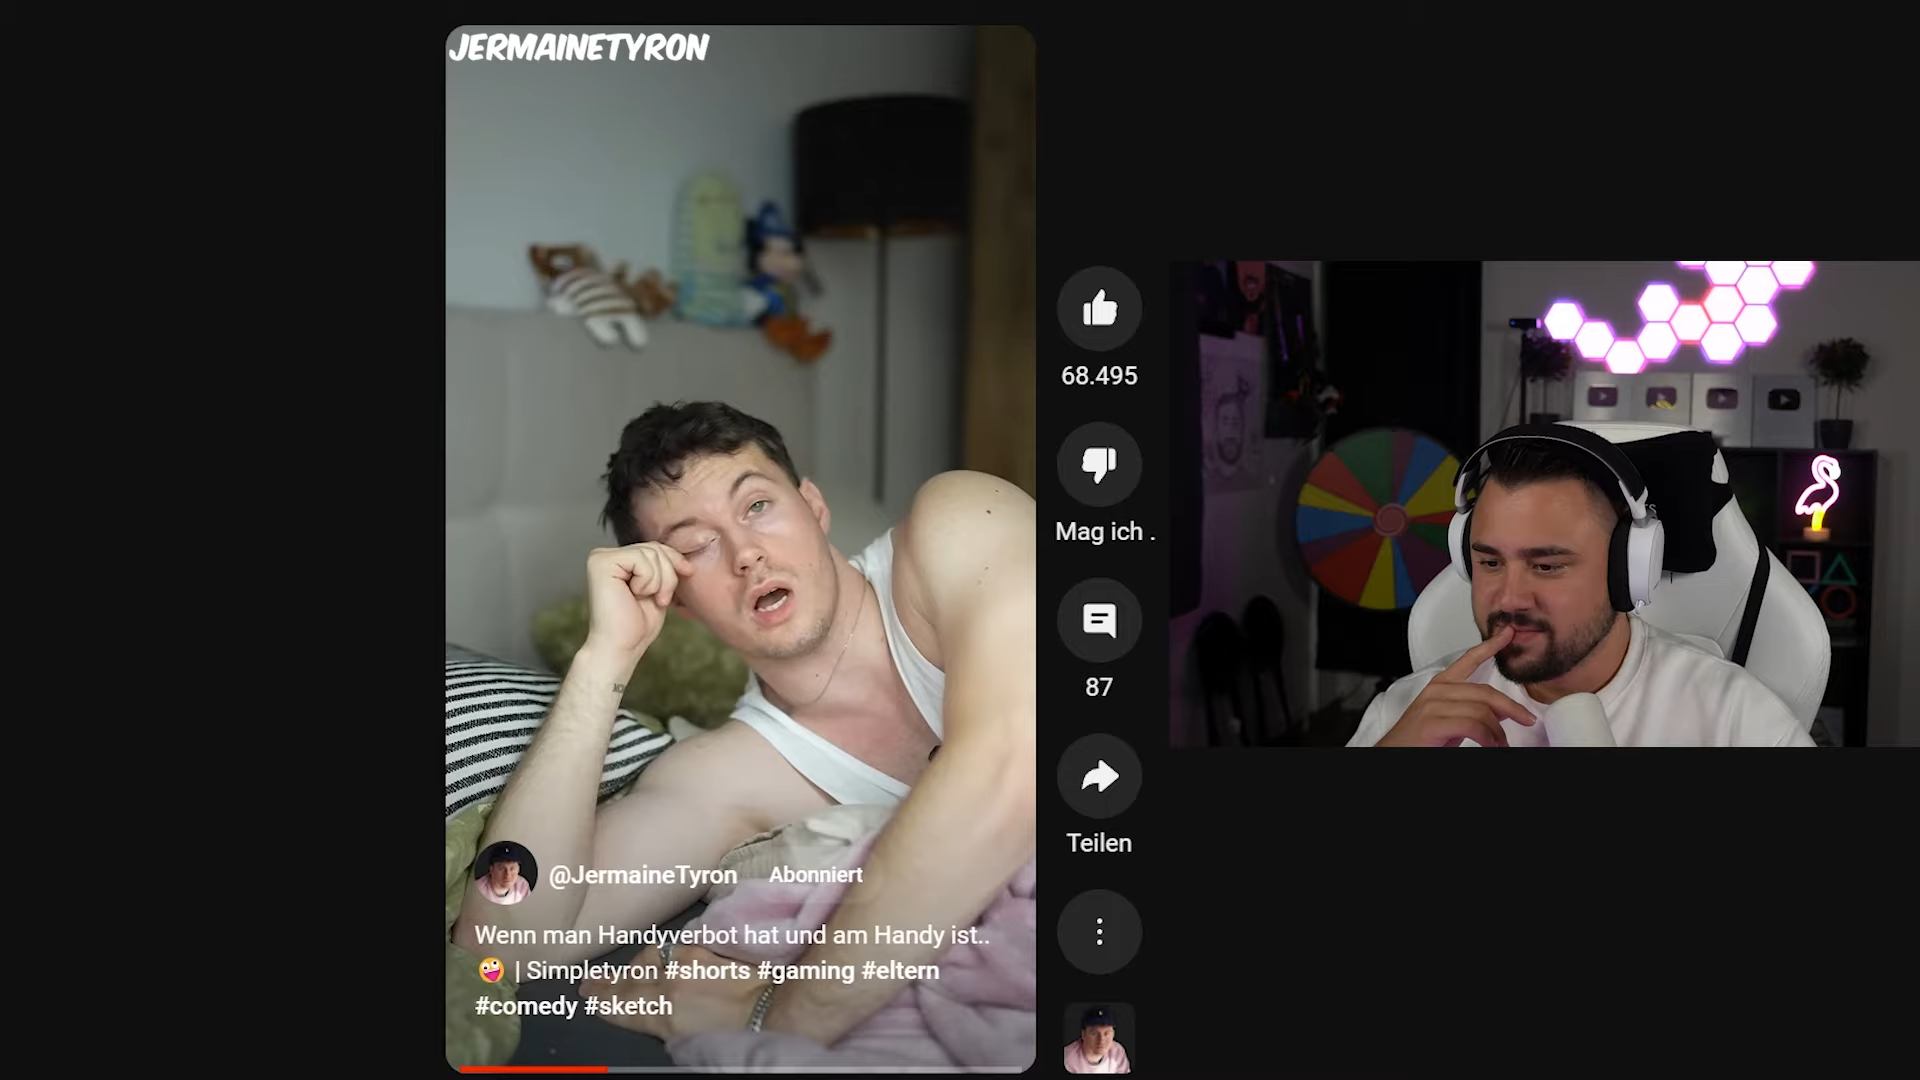 JERMAINETYRON
68.495
Mag ich .
87
Teilen
@JermaineTyron Abonniert
Wenn man Handyverbot hat und am Handy ist..
🤪 | Simpletyron #shorts #gaming #eltern
#comedy #sketch